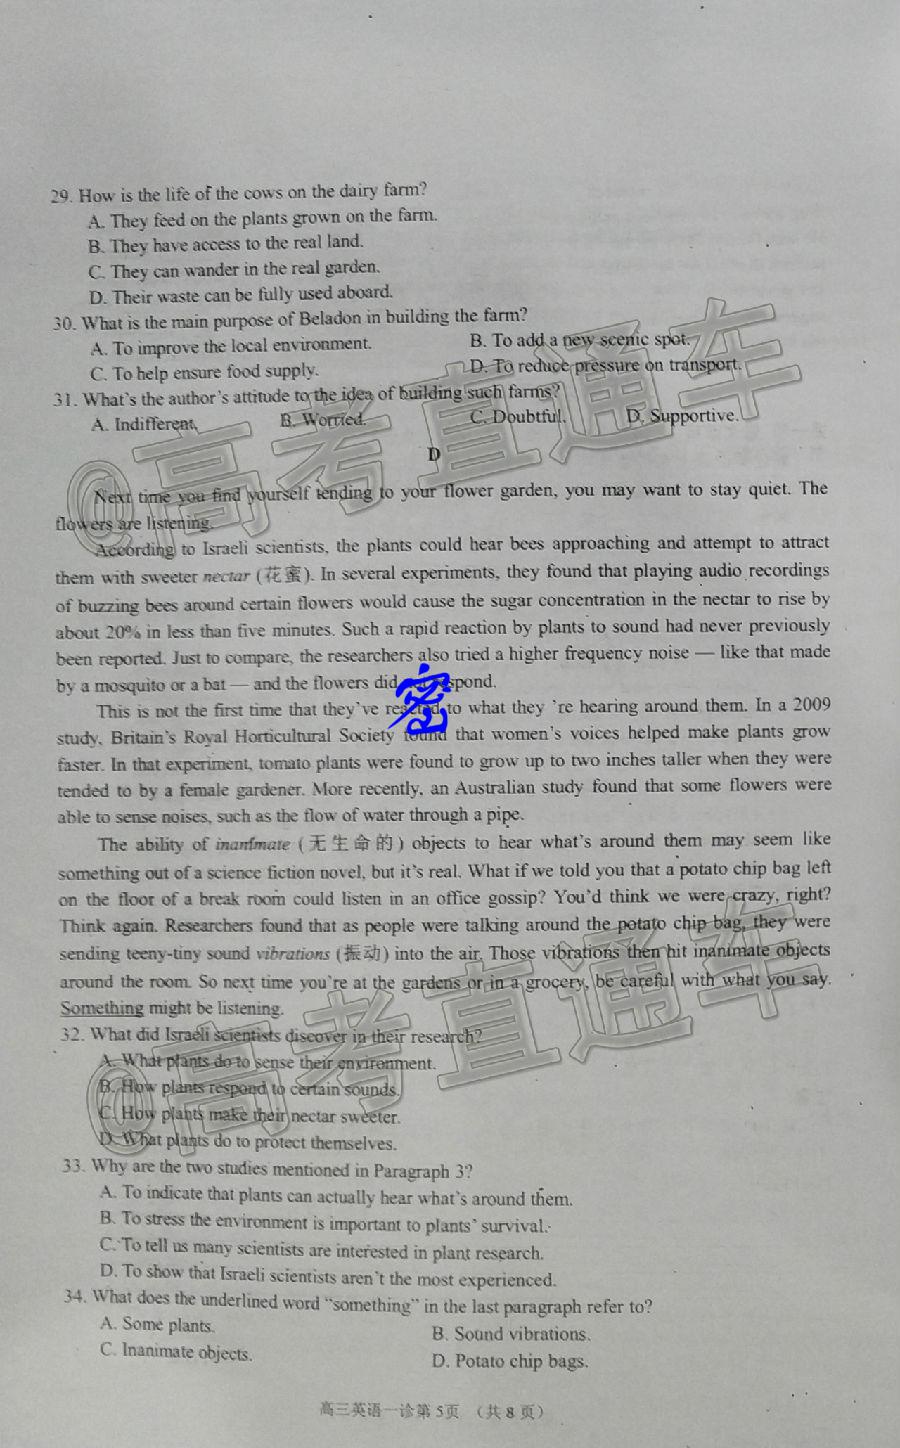 29. How is the life of the cows on the dairy farm?
A. They feed on the plants grown on the farm.
B. They have access to the real land.
C. They can wander in the real garden.
D. Their waste can be fully used aboard.
30. What is the main purpose of Beladon in building the farm?
A. To improve the local environment. B. To add a new scenic spot.
C. To help ensure food supply. D. To reduce pressure on transport.
31. What's the author's attitude to the idea of building such farms?
A. Indifferent. B. Worried. C. Doubtful. D. Supportive.
D
Next time you find yourself tending to your flower garden, you may want to stay quiet. The
flowers are listening.
According to Israeli scientists, the plants could hear bees approaching and attempt to attract
them with sweeter nectar (花蜜). In several experiments, they found that playing audio recordings
of buzzing bees around certain flowers would cause the sugar concentration in the nectar to rise by
about 20% in less than five minutes. Such a rapid reaction by plants to sound had never previously
been reported. Just to compare, the researchers also tried a higher frequency noise — like that made
by a mosquito or a bat — and the flowers did
密
This is not the first time that they've reacted to what they 're hearing around them. In a 2009
study, Britain's Royal Horticultural Society found that women's voices helped make plants grow
faster. In that experiment, tomato plants were found to grow up to two inches taller when they were
tended to by a female gardener. More recently, an Australian study found that some flowers were
able to sense noises, such as the flow of water through a pipe.
The ability of inanimate (无生命的) objects to hear what's around them may seem like
something out of a science fiction novel, but it's real. What if we told you that a potato chip bag left
on the floor of a break room could listen in an office gossip? You'd think we were crazy, right?
Think again. Researchers found that as people were talking around the potato chip bag, they were
sending teeny-tiny sound vibrations (振动) into the air. Those vibrations then hit inanimate objects
around the room. So next time you're at the gardens or in a grocery, be careful with what you say.
Something might be listening.
32. What did Israeli scientists discover in their research?
A. What plants do to sense their environment.
B. How plants respond to certain sounds.
C. How plants make their nectar sweeter.
D. What plants do to protect themselves.
33. Why are the two studies mentioned in Paragraph 3?
A. To indicate that plants can actually hear what's around them.
B. To stress the environment is important to plants' survival.
C. To tell us many scientists are interested in plant research.
D. To show that Israeli scientists aren't the most experienced.
34. What does the underlined word "something" in the last paragraph refer to?
A. Some plants. B. Sound vibrations.
C. Inanimate objects. D. Potato chip bags.
高三英语一诊第 5页 (共 8 页)
@高考直通车
@高考直通车